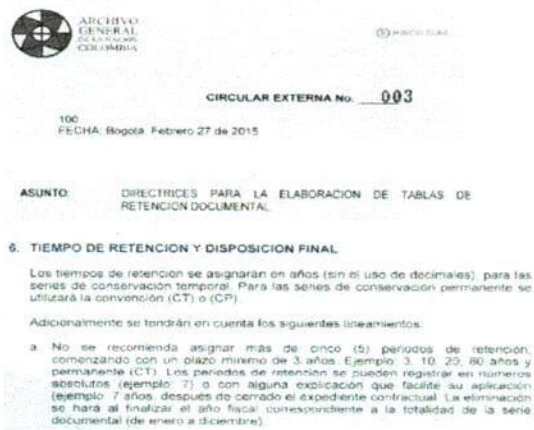 ARCHIVO
GENERAL
DE LA NACIÓN
COLOMBIA
MINCULTURA
CIRCULAR EXTERNA No. 003
100
FECHA: Bogotá. Febrero 27 de 2015
ASUNTO: DIRECTRICES PARA LA ELABORACION DE TABLAS DE
RETENCION DOCUMENTAL
6. TIEMPO DE RETENCION Y DISPOSICION FINAL
Los tiempos de retención se asignarán en años (sin el uso de decimales), para las
series de conservación temporal. Para las series de conservación permanente se
utilizará la convención (CT) o (CP)
Adicionalmente se tendrán en cuenta los siguientes lineamientos:
a. No se recomienda asignar más de cinco (5) periodos de retención,
comenzando con un plazo mínimo de 3 años. Ejemplo: 3, 10, 20, 80 años y
permanente (CT). Los periodos de retención se pueden registrar en números
absolutos (ejemplo: 7) o con alguna explicación que facilite su aplicación
(ejemplo: 7 años, después de cerrado el expediente contractual. La eliminación
se hará al finalizar el año fiscal correspondiente a la totalidad de la serie
documental (de enero a diciembre).